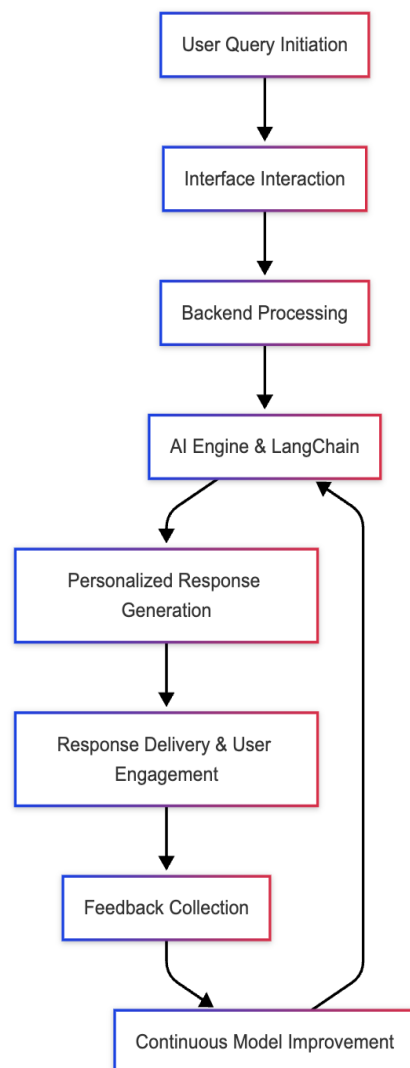 User Query Initiation
Interface Interaction
Backend Processing
AI Engine & LangChain
Personalized Response
Generation
Response Delivery & User
Engagement
Feedback Collection
Continuous Model Improvement